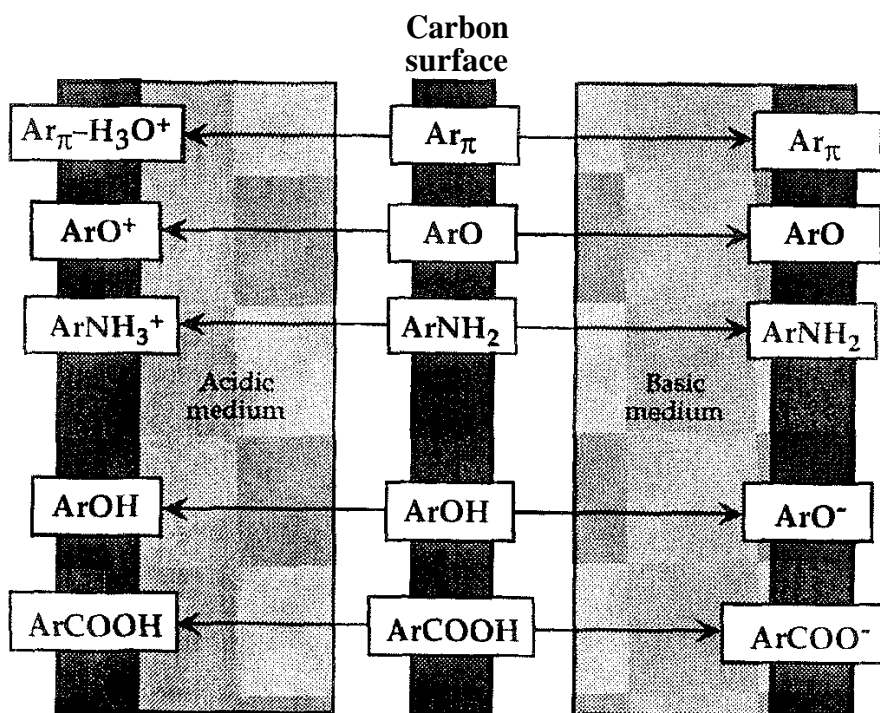 Carbon
surface
Arπ–H₃O⁺
Arπ
Arπ
ArO⁺
ArO
ArO
ArNH₃⁺
ArNH₂
ArNH₂
Acidic
medium
Basic
medium
ArOH
ArOH
ArO⁻
ArCOOH
ArCOOH
ArCOO⁻